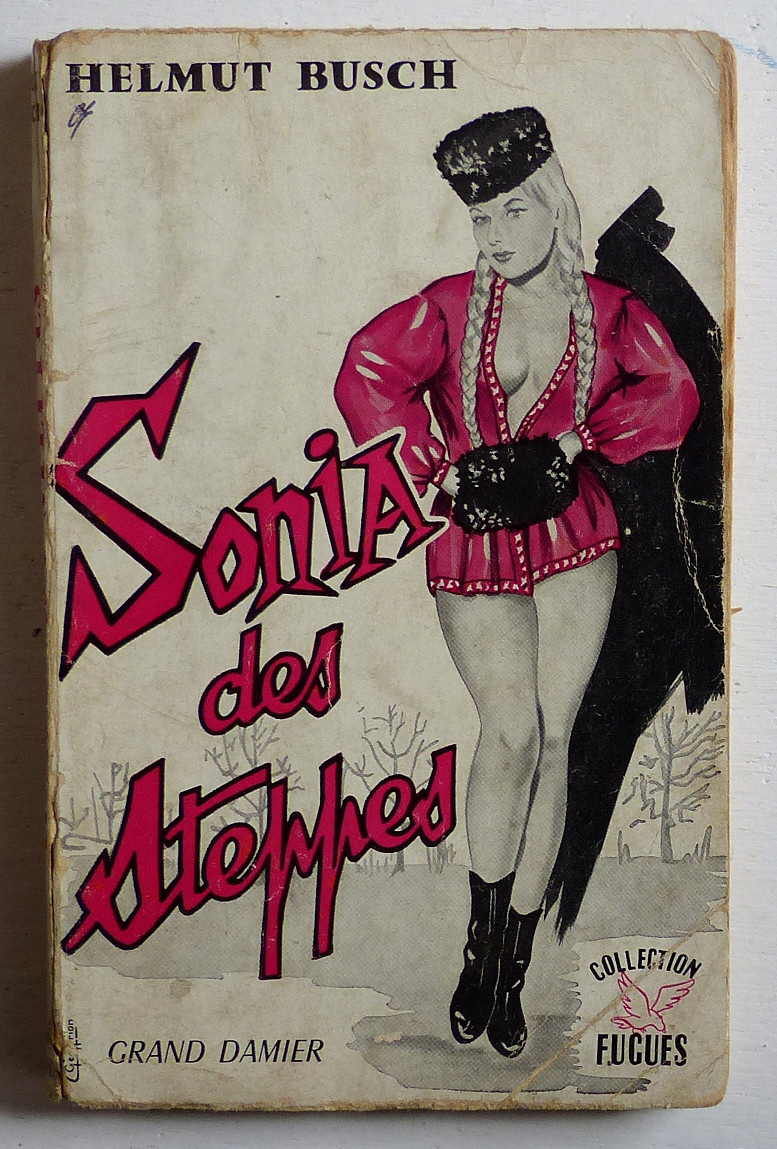 HELMUT BUSCH
Sonia
des
Steppes
GRAND DAMIER
COLLECTION
FUGUES